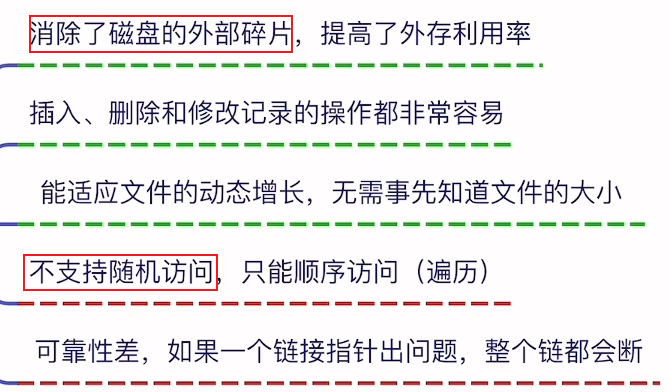 消除了磁盘的外部碎片，提高了外存利用率
插入、删除和修改记录的操作都非常容易
能适应文件的动态增长，无需事先知道文件的大小
不支持随机访问，只能顺序访问（遍历）
可靠性差，如果一个链接指针出问题，整个链都会断